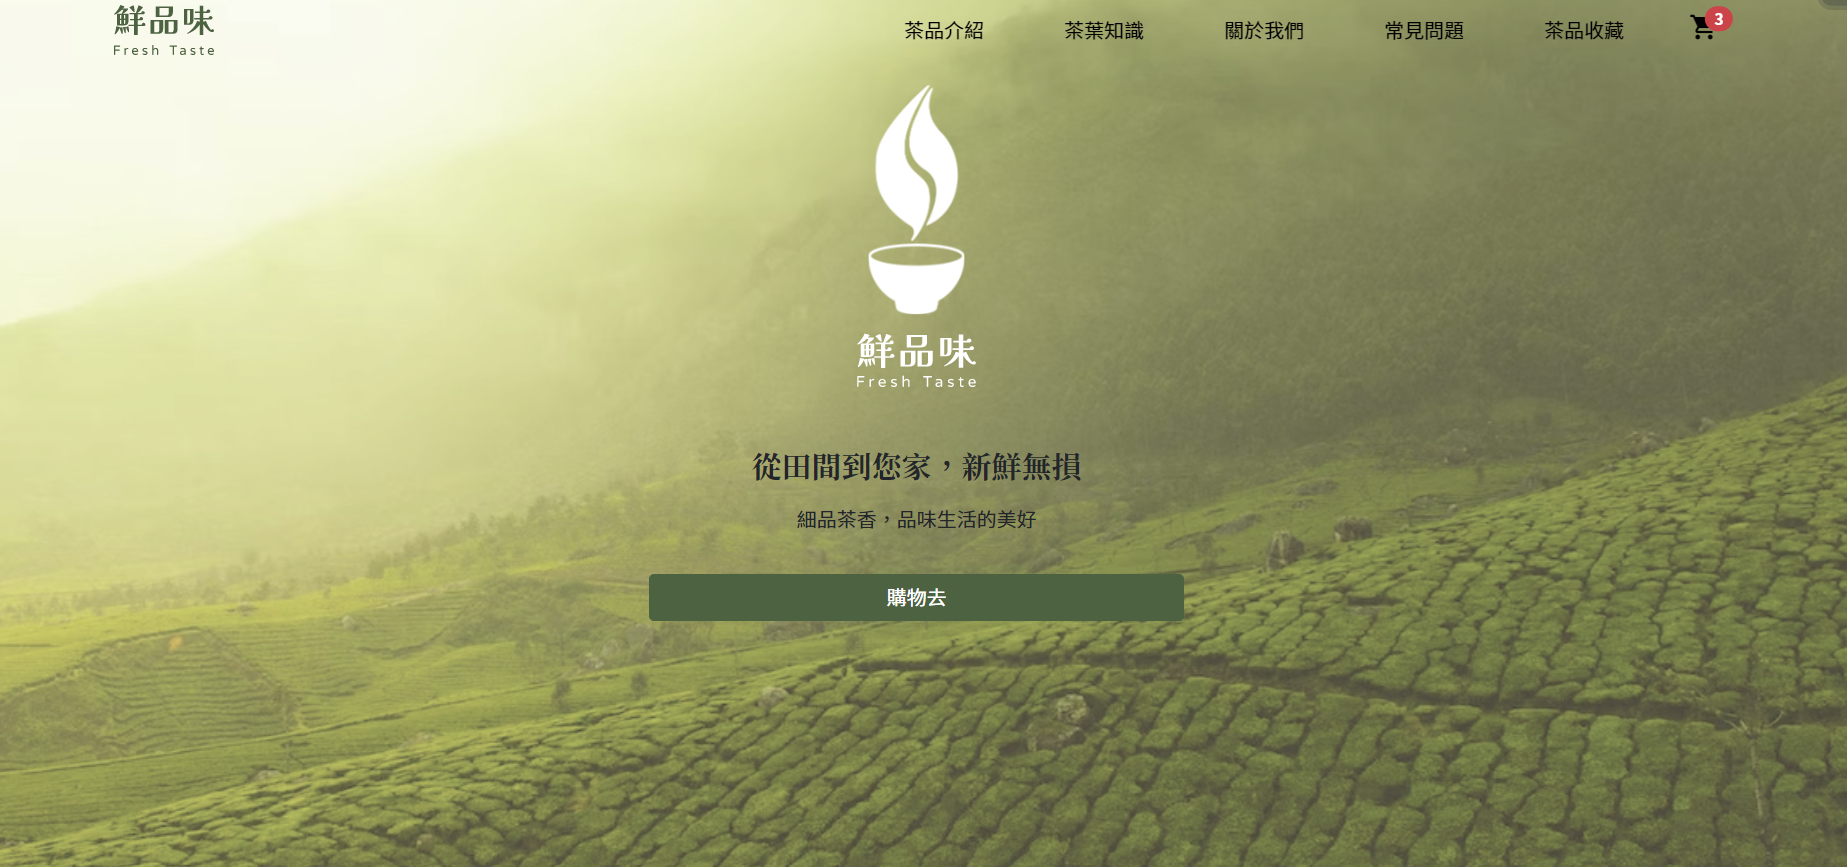 鮮品味
Fresh Taste
茶品介紹
茶葉知識
關於我們
常見問題
茶品收藏
3
鮮品味
Fresh Taste
從田間到您家，新鮮無損
細品茶香，品味生活的美好
購物去